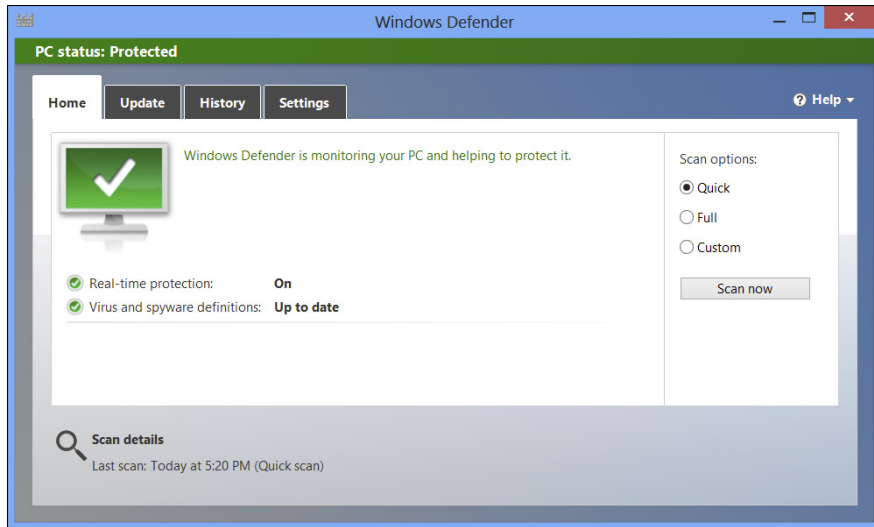 Windows Defender
PC status: Protected
Home
Update
History
Settings
Help
Windows Defender is monitoring your PC and helping to protect it.
Real-time protection: On
Virus and spyware definitions: Up to date
Scan options:
Quick
Full
Custom
Scan now
Scan details
Last scan: Today at 5:20 PM (Quick scan)